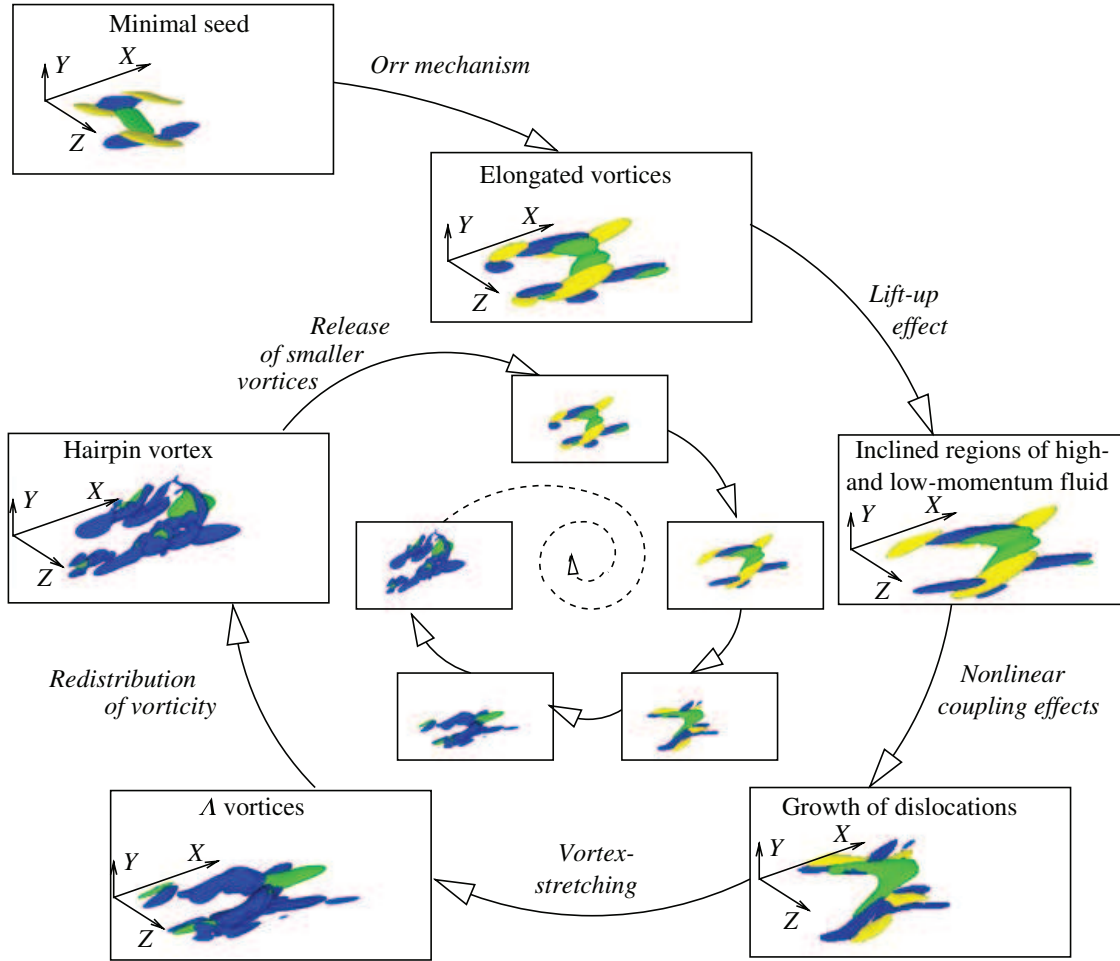 Minimal seed
Y
X
Z
Orr mechanism
Elongated vortices
Y
X
Z
Lift-up
effect
Inclined regions of high-
and low-momentum fluid
Y
X
Z
Nonlinear
coupling effects
Growth of dislocations
Y
X
Z
Vortex-
stretching
Λ vortices
Y
X
Z
Redistribution
of vorticity
Hairpin vortex
Y
X
Z
Release
of smaller
vortices